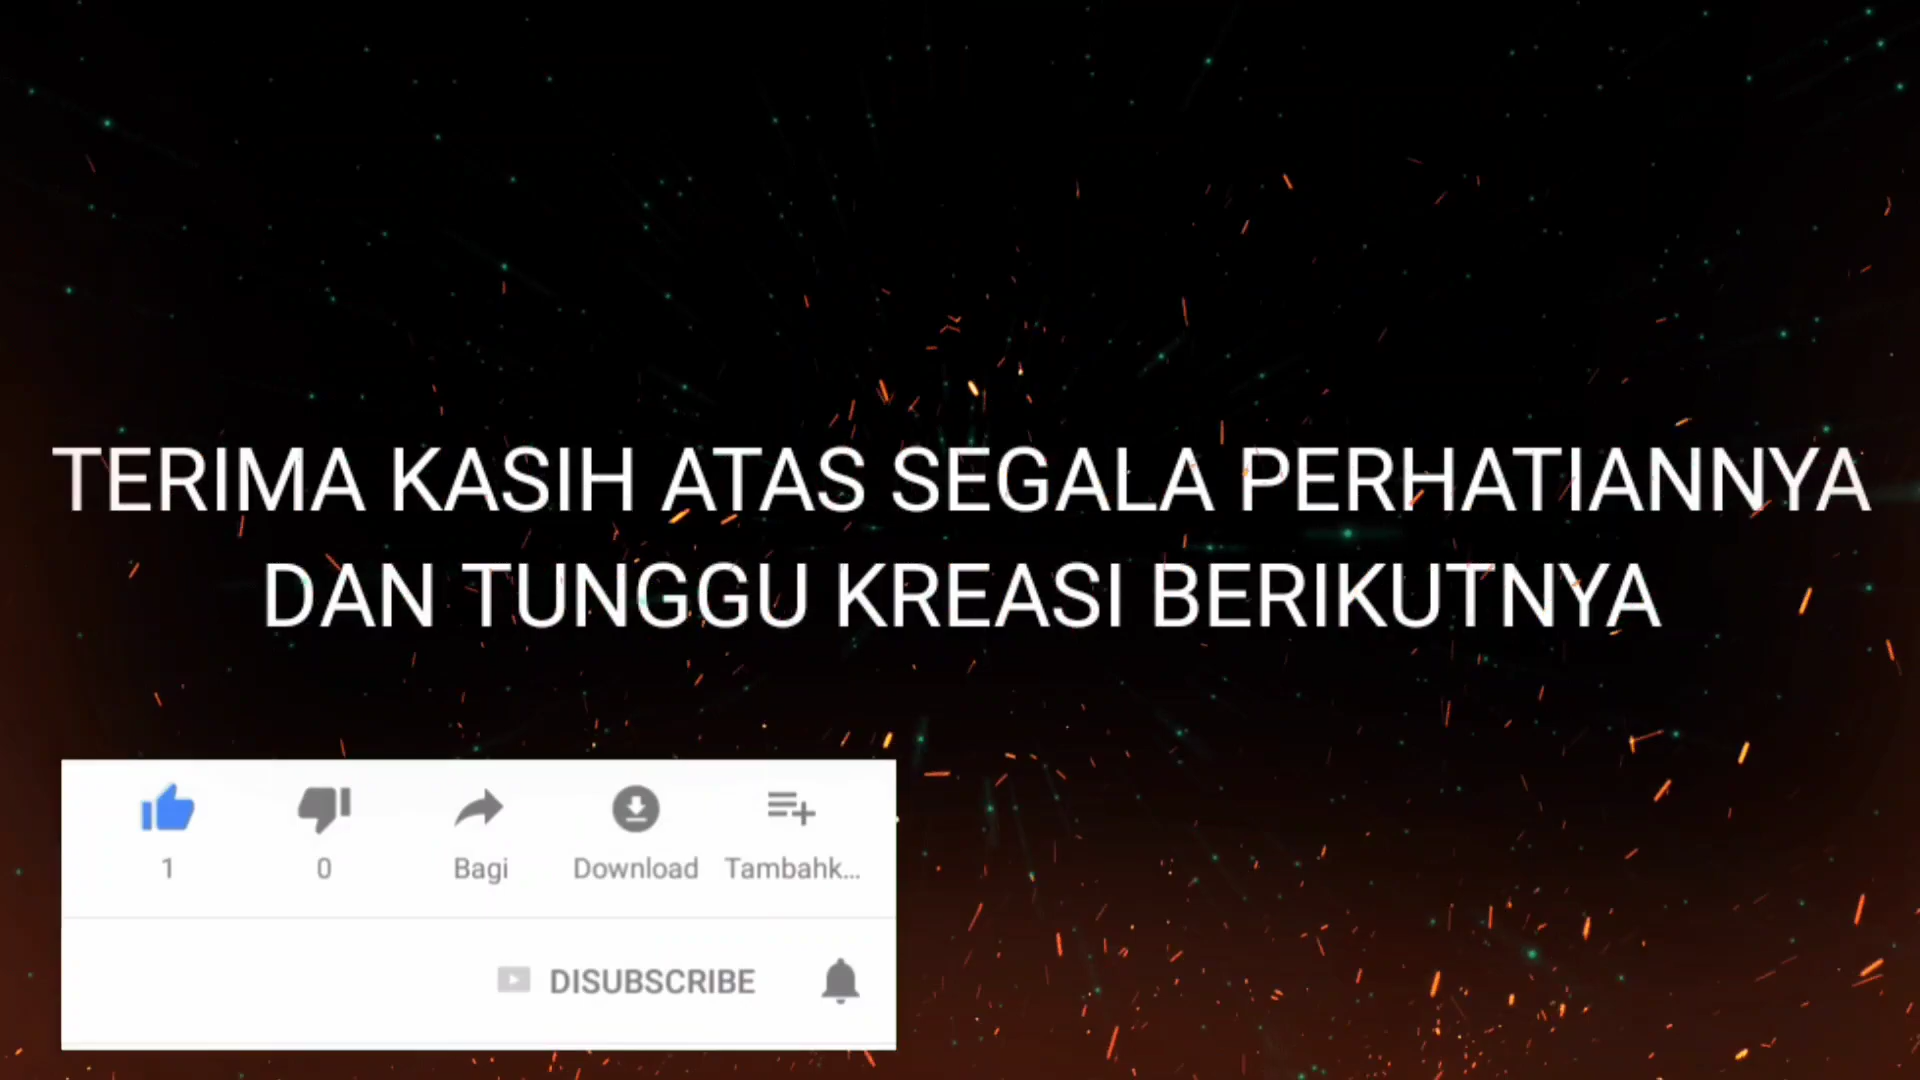 TERIMA KASIH ATAS SEGALA PERHATIANNYA
DAN TUNGGU KREASI BERIKUTNYA
1 0 Bagi Download Tambahk...
DISUBSCRIBE